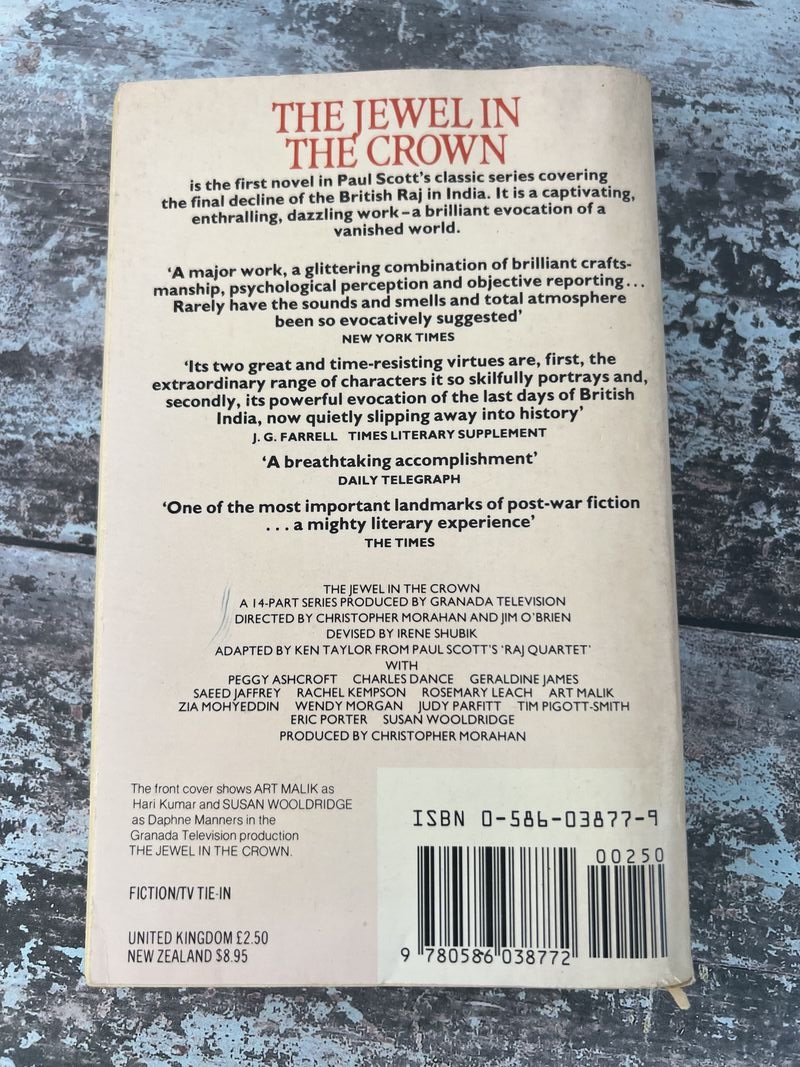 THE JEWEL IN
THE CROWN
is the first novel in Paul Scott's classic series covering
the final decline of the British Raj in India. It is a captivating,
enthralling, dazzling work – a brilliant evocation of a
vanished world.
'A major work, a glittering combination of brilliant crafts-
manship, psychological perception and objective reporting...
Rarely have the sounds and smells and total atmosphere
been so evocatively suggested'
NEW YORK TIMES
'Its two great and time-resisting virtues are, first, the
extraordinary range of characters it so skilfully portrays and,
secondly, its powerful evocation of the last days of British
India, now quietly slipping away into history'
J. G. FARRELL TIMES LITERARY SUPPLEMENT
'A breathtaking accomplishment'
DAILY TELEGRAPH
'One of the most important landmarks of post-war fiction
... a mighty literary experience'
THE TIMES
THE JEWEL IN THE CROWN
A 14-PART SERIES PRODUCED BY GRANADA TELEVISION
DIRECTED BY CHRISTOPHER MORAHAN AND JIM O'BRIEN
DEVISED BY IRENE SHUBIK
ADAPTED BY KEN TAYLOR FROM PAUL SCOTT'S 'RAJ QUARTET'
WITH
PEGGY ASHCROFT CHARLES DANCE GERALDINE JAMES
SAEED JAFFREY RACHEL KEMPSON ROSEMARY LEACH ART MALIK
ZIA MOHYEDDIN WENDY MORGAN JUDY PARFITT TIM PIGOTT-SMITH
ERIC PORTER SUSAN WOOLDRIDGE
PRODUCED BY CHRISTOPHER MORAHAN
The front cover shows ART MALIK as
Hari Kumar and SUSAN WOOLDRIDGE
as Daphne Manners in the
Granada Television production
THE JEWEL IN THE CROWN.
FICTION/TV TIE-IN
UNITED KINGDOM £2.50
NEW ZEALAND $8.95
ISBN 0-586-03877-9
00250
9 780586 038772